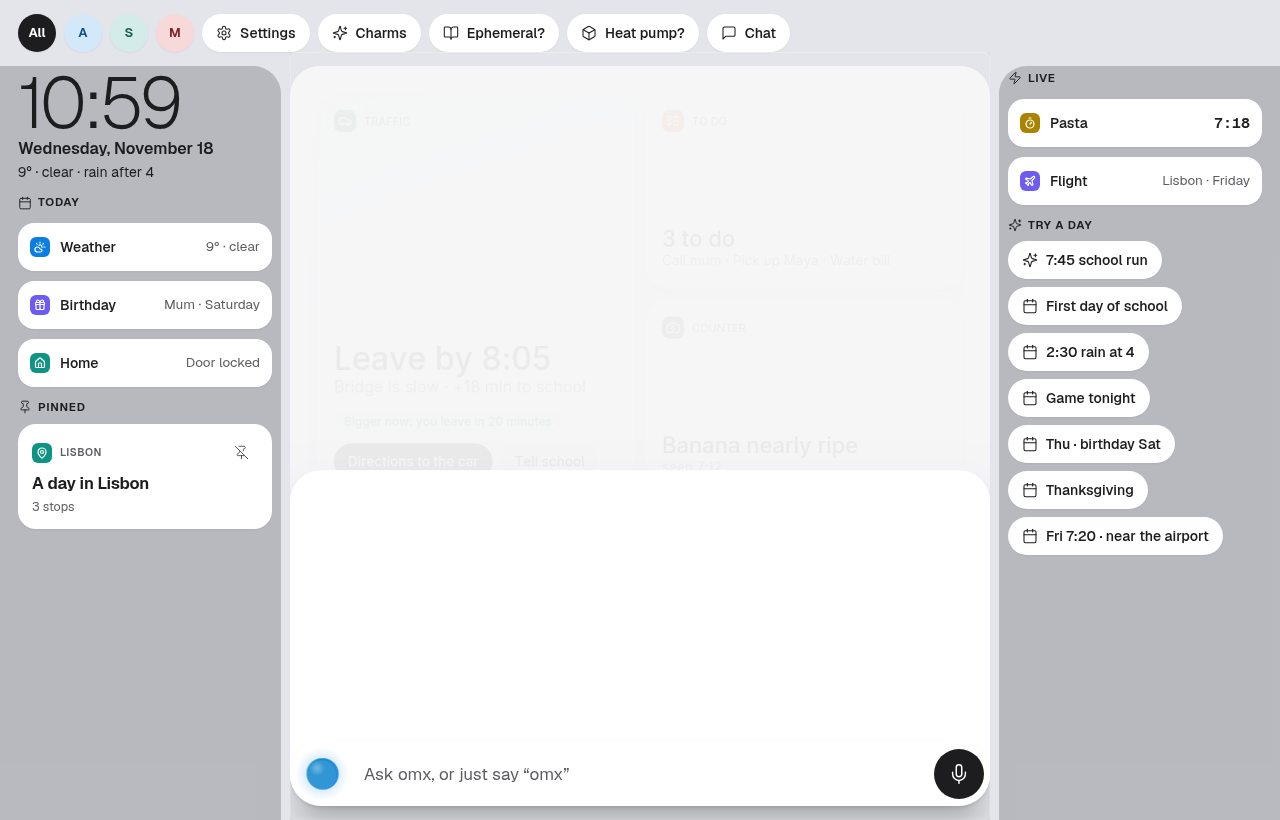 All
A
S
M
Settings
Charms
Ephemeral?
Heat pump?
Chat
10:59
Wednesday, November 18
9° · clear · rain after 4
TODAY
Weather
9° · clear
Birthday
Mum · Saturday
Home
Door locked
PINNED
LISBON
A day in Lisbon
3 stops
TRAFFIC
Leave by 8:05
Bridge is slow · +18 min to school
Bigger now: you leave in 20 minutes
Directions to the car
Tell school
TO DO
3 to do
Call mum · Pick up Maya · Water bill
COUNTER
Banana nearly ripe
seen 7:12
Ask omx, or just say “omx”
LIVE
Pasta
7:18
Flight
Lisbon · Friday
TRY A DAY
7:45 school run
First day of school
2:30 rain at 4
Game tonight
Thu · birthday Sat
Thanksgiving
Fri 7:20 · near the airport